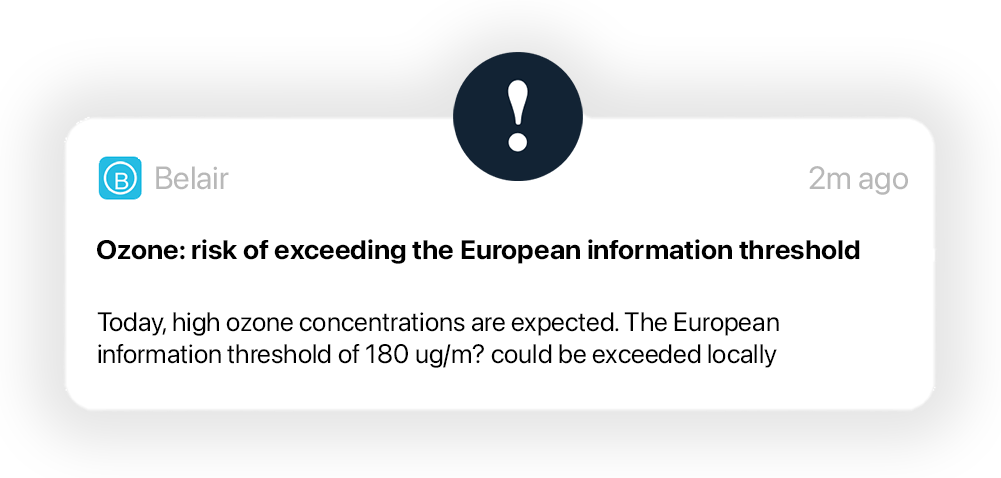 !
B
Belair
2m ago
Ozone: risk of exceeding the European information threshold
Today, high ozone concentrations are expected. The European
information threshold of 180 ug/m? could be exceeded locally